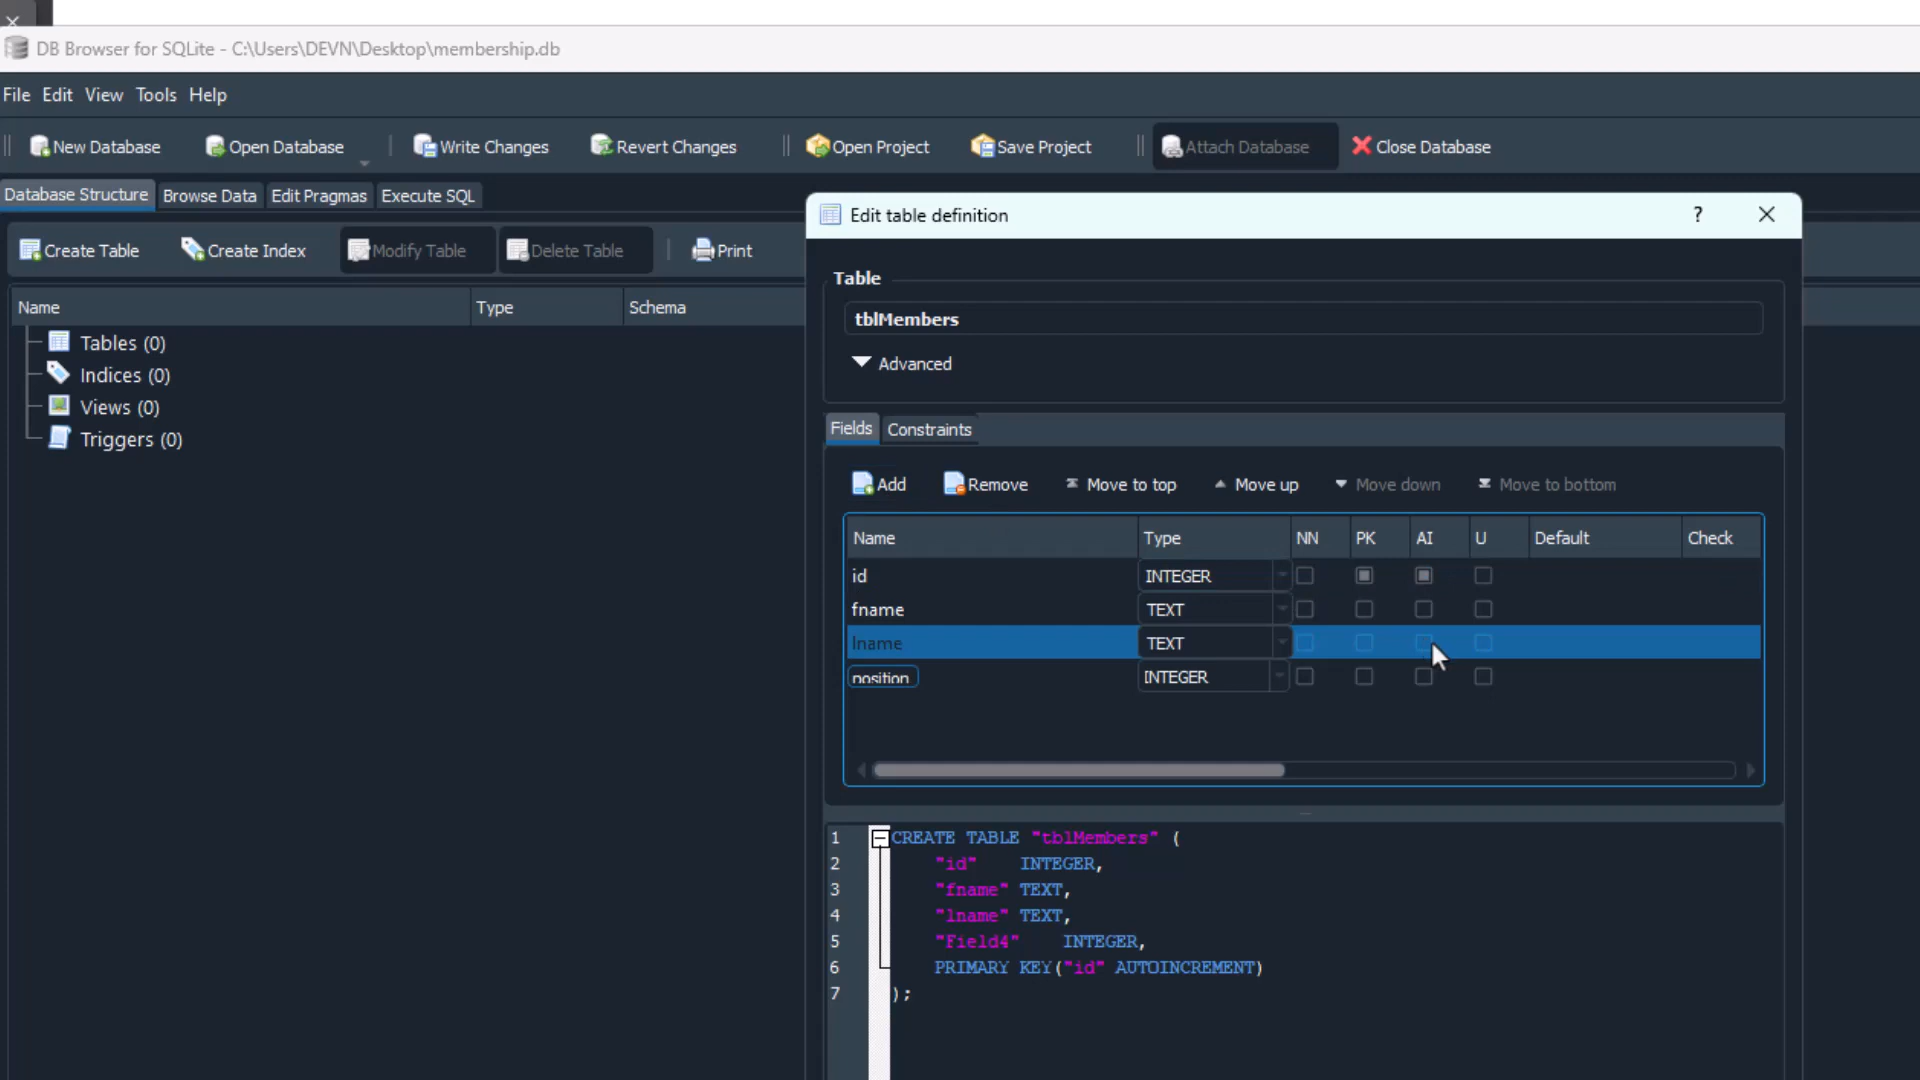 DB Browser for SQLite - C:\Users\DEVN\Desktop\membership.db
File Edit View Tools Help
New Database Open Database Write Changes Revert Changes Open Project Save Project Attach Database Close Database
Database Structure Browse Data Edit Pragmas Execute SQL
Create Table Create Index Modify Table Delete Table Print
Name Type Schema
Tables (0)
Indices (0)
Views (0)
Triggers (0)
Edit table definition ?
Table
tblMembers
Advanced
Fields Constraints
Add Remove Move to top Move up Move down Move to bottom
Name Type NN PK AI U Default Check
id INTEGER
fname TEXT
lname TEXT
position INTEGER
1 CREATE TABLE "tblMembers" (
2 "id" INTEGER,
3 "fname" TEXT,
4 "lname" TEXT,
5 "Field4" INTEGER,
6 PRIMARY KEY("id" AUTOINCREMENT)
7 );